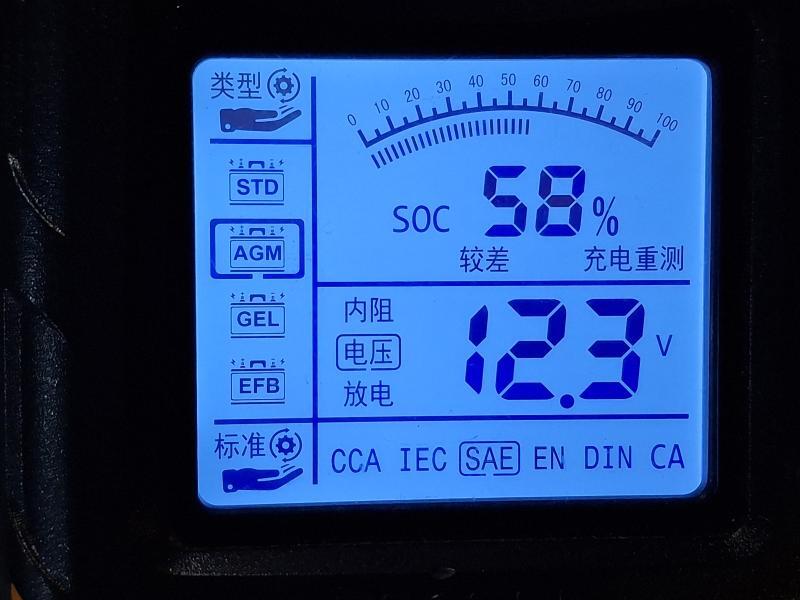 类型
0 10 20 30 40 50 60 70 80 90 100
STD
AGM
GEL
EFB
SOC 58%
较差 充电重测
内阻
电压
放电
12.3 V
标准
CCA IEC SAE EN DIN CA